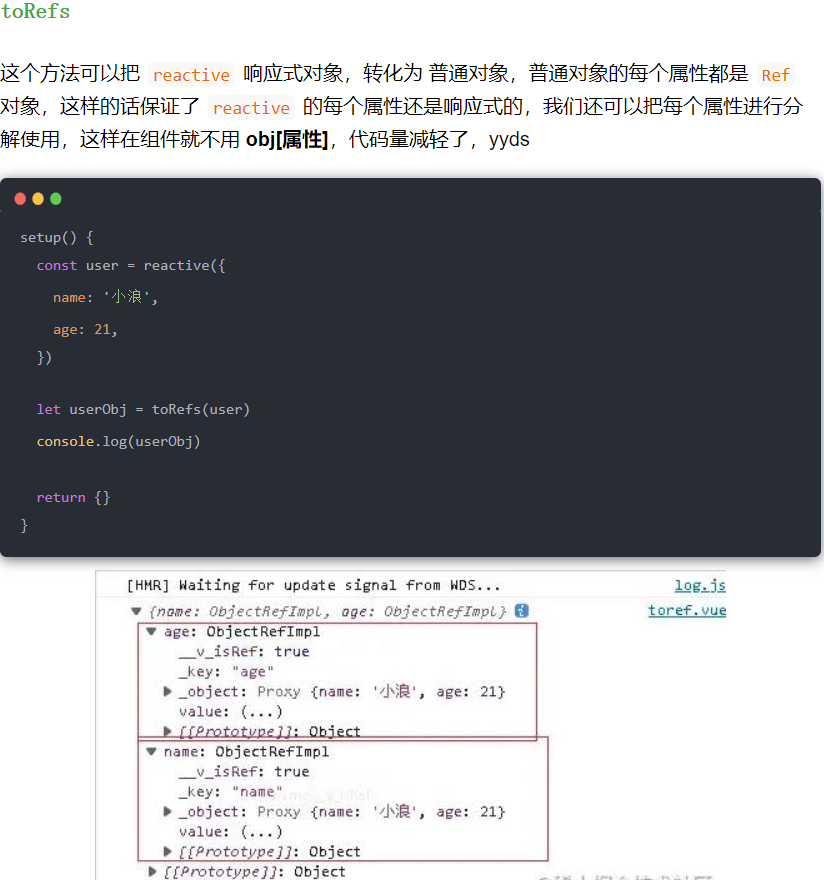 toRefs
这个方法可以把 reactive 响应式对象，转化为 普通对象，普通对象的每个属性都是 Ref
对象，这样的话保证了 reactive 的每个属性还是响应式的，我们还可以把每个属性进行分
解使用，这样在组件就不用 obj[属性]，代码量减轻了，yyds
setup() {
const user = reactive({
name: '小浪',
age: 21,
})
let userObj = toRefs(user)
console.log(userObj)
return {}
}
[HMR] Waiting for update signal from WDS... log.js
{name: ObjectRefImpl, age: ObjectRefImpl} toref.vue
age: ObjectRefImpl
__v_isRef: true
_key: "age"
_object: Proxy {name: '小浪', age: 21}
value: (...)
[[Prototype]]: Object
name: ObjectRefImpl
__v_isRef: true
_key: "name"
_object: Proxy {name: '小浪', age: 21}
value: (...)
[[Prototype]]: Object
[[Prototype]]: Object